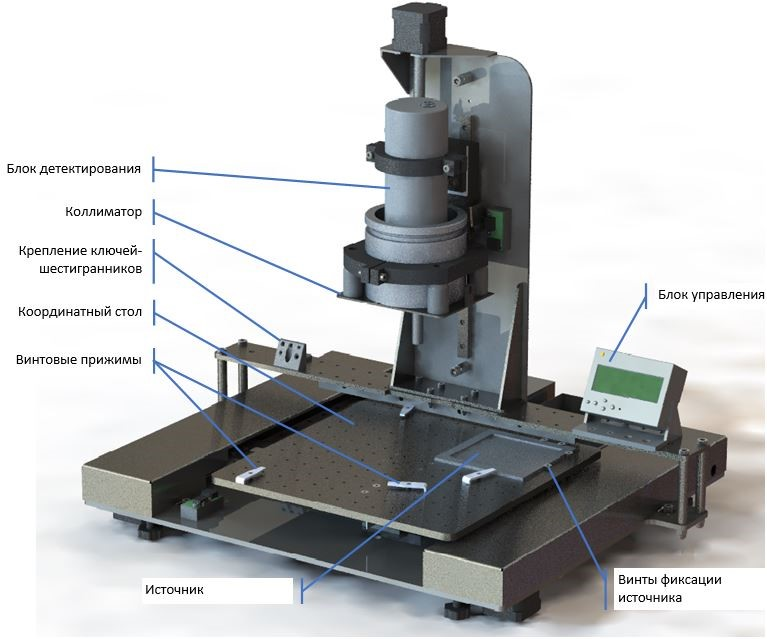 Блок детектирования
Коллиматор
Крепление ключей-
шестигранников
Координатный стол
Винтовые прижимы
Блок управления
Источник
Винты фиксации
источника